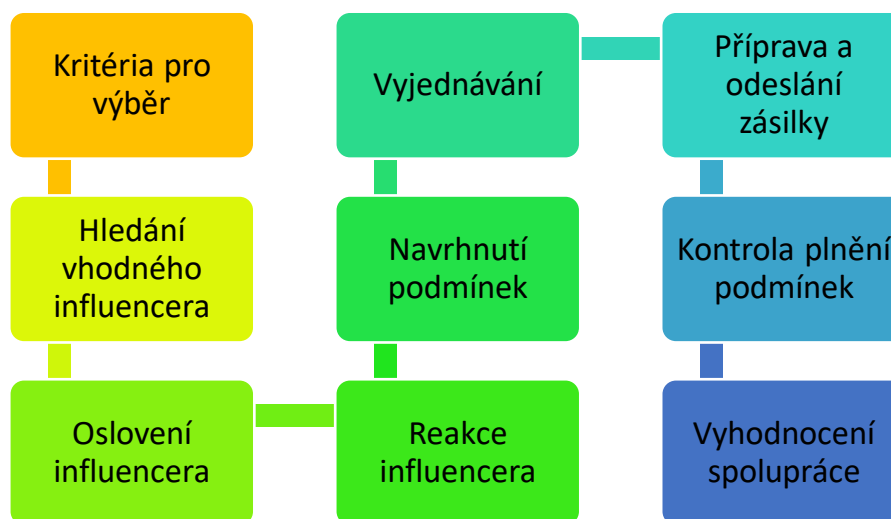 Kritéria pro
výběr
Hledání
vhodného
influencera
Oslovení
influencera
Reakce
influencera
Navrhnutí
podmínek
Vyjednávání
Příprava a
odeslání
zásilky
Kontrola plnění
podmínek
Vyhodnocení
spolupráce